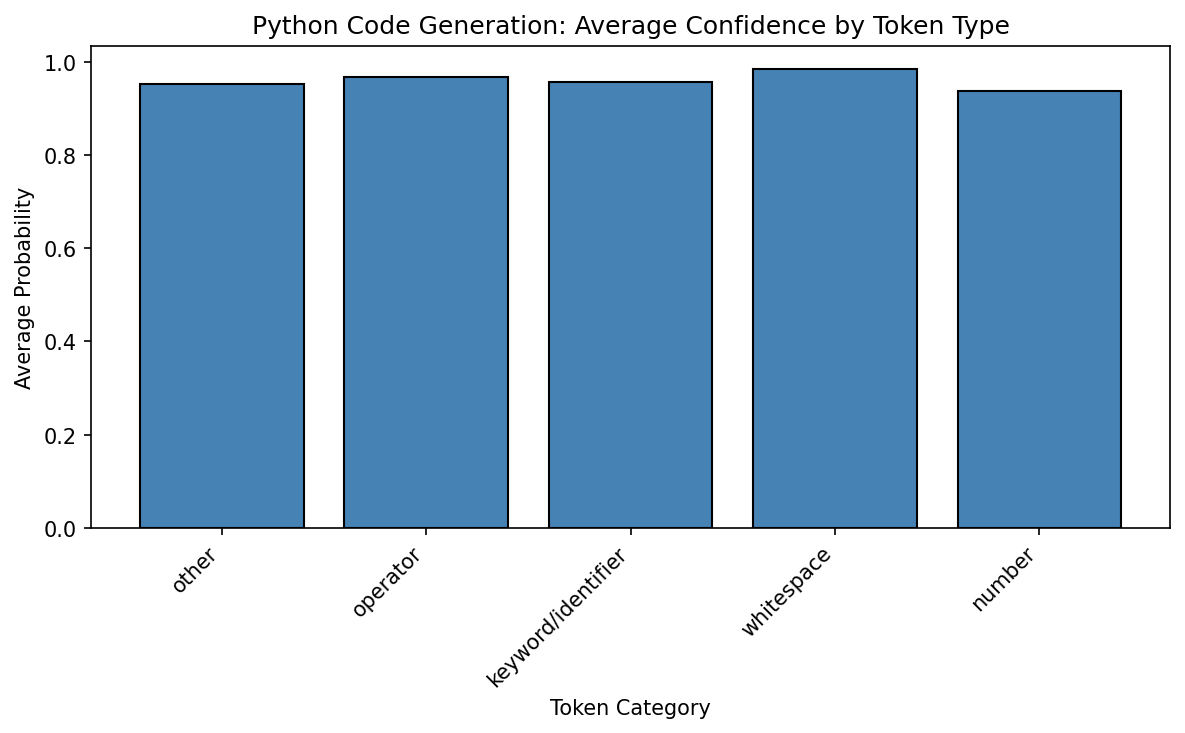 Python Code Generation: Average Confidence by Token Type
Average Probability
1.0
0.8
0.6
0.4
0.2
0.0
other
operator
keyword/identifier
whitespace
number
Token Category